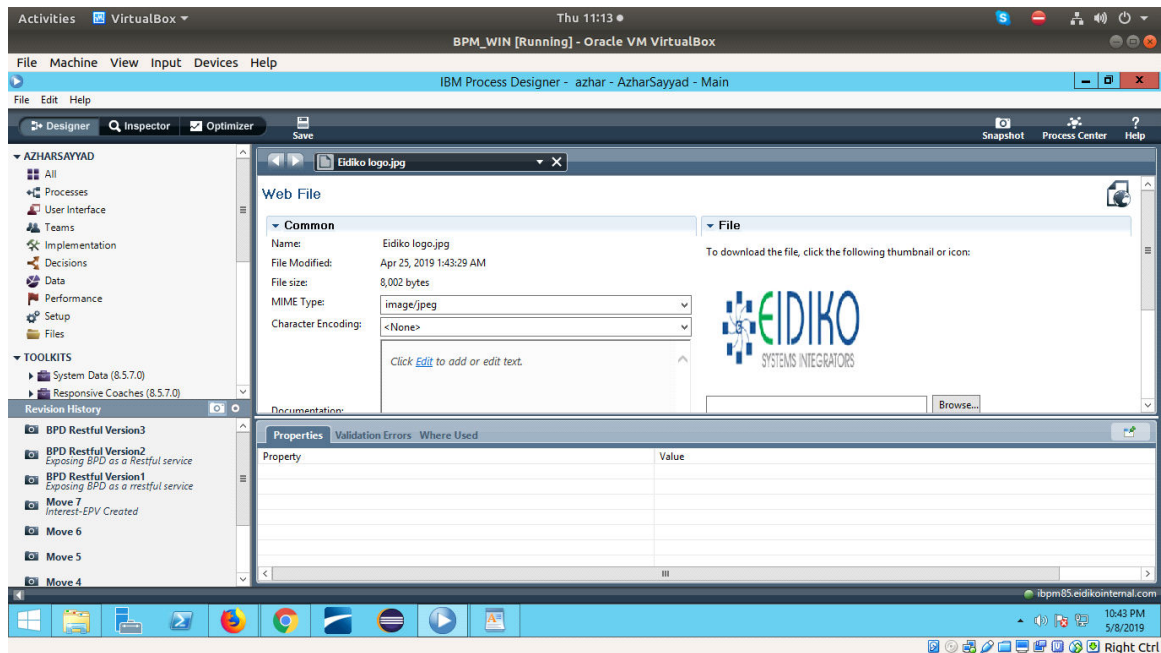 Activities VirtualBox Thu 11:13
BPM_WIN [Running] - Oracle VM VirtualBox
File Machine View Input Devices Help
IBM Process Designer - azhar - AzharSayyad - Main
File Edit Help
Designer Inspector Optimizer Save Snapshot Process Center Help
AZHARSAYYAD
All
Processes
User Interface
Teams
Implementation
Decisions
Data
Performance
Setup
Files
TOOLKITS
System Data (8.5.7.0)
Responsive Coaches (8.5.7.0)
Revision History
BPD Restful Version3
BPD Restful Version2
Exposing BPD as a Restful service
BPD Restful Version1
Exposing BPD as a rrestful service
Move 7
Interest-EPV Created
Move 6
Move 5
Move 4
Eidiko logo.jpg
Web File
Common
Name: Eidiko logo.jpg
File Modified: Apr 25, 2019 1:43:29 AM
File size: 8,002 bytes
MIME Type: image/jpeg
Character Encoding: <None>
Click Edit to add or edit text.
Documentation:
File
To download the file, click the following thumbnail or icon:
EIDIKO
SYSTEMS INTEGRATORS
Browse...
Properties Validation Errors Where Used
Property Value
ibpm85.eidikointernal.com
10:43 PM
5/8/2019
Right Ctrl